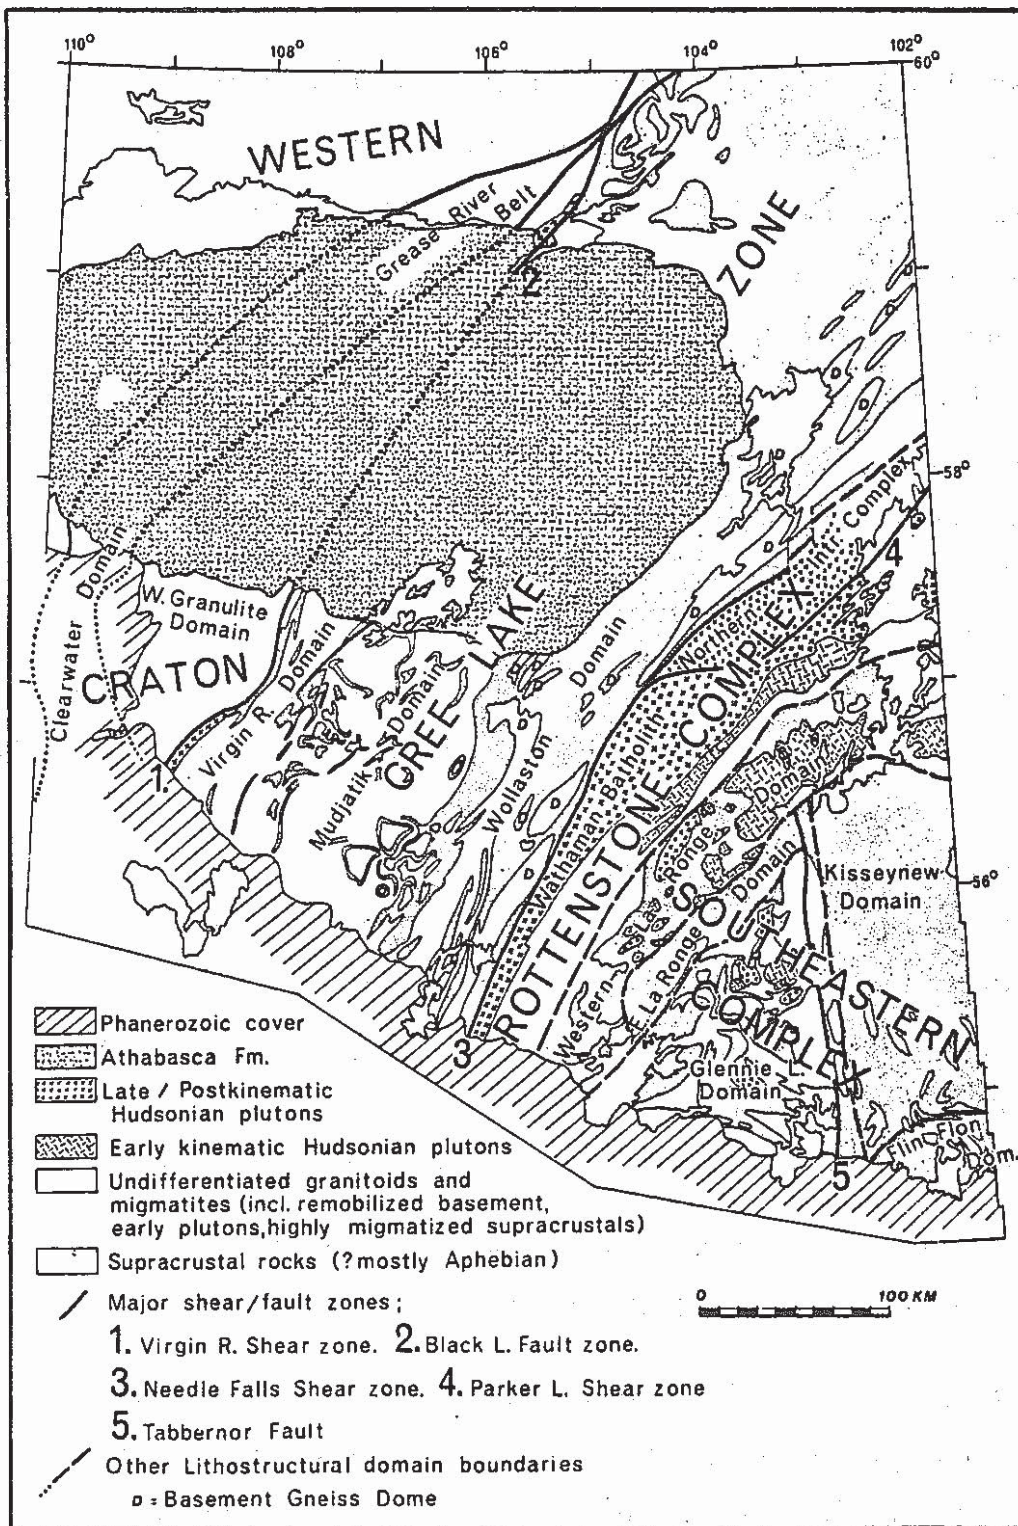 110°
108°
106°
104°
102°
60°
WESTERN
Grease River
Belt
2
ZONE
58°
Northern Intr. Complex
4
Clearwater Domain
W. Granulite
Domain
CRATON
Virgin R. Domain
1.
Mudjatik Domain
CREE LAKE
Wollaston Domain
Wathaman Batholith
ROTTENSTONE COMPLEX
3
Western La Ronge Domain
E. La Ronge Domain
Kisseynew
Domain
56°
SOUTHEASTERN
COMPLEX
Glennie L.
Domain
Flin Flon
Dom.
5
Phanerozoic cover
Athabasca Fm.
Late / Postkinematic
Hudsonian plutons
Early kinematic Hudsonian plutons
Undifferentiated granitoids and
migmatites (incl. remobilized basement,
early plutons, highly migmatized supracrustals)
Supracrustal rocks (?mostly Aphebian)
Major shear/fault zones;
1. Virgin R. Shear zone. 2. Black L. Fault zone.
3. Needle Falls Shear zone. 4. Parker L. Shear zone
5. Tabbernor Fault
Other Lithostructural domain boundaries
= Basement Gneiss Dome
0 100 KM